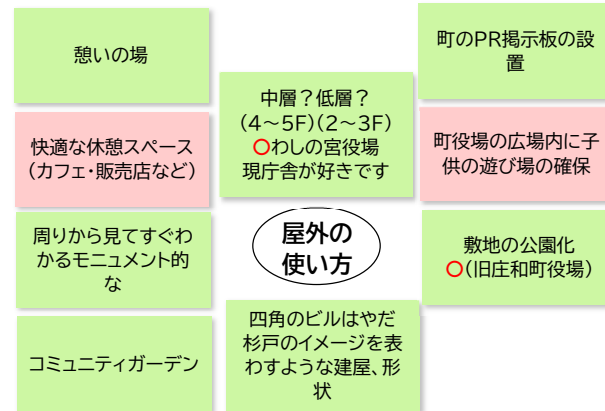 憩いの場
快適な休憩スペース
(カフェ・販売店など)
周りから見てすぐわ
かるモニュメント的
な
コミュニティガーデン
中層？低層？
(4～5F)(2～3F)
〇わしの宮役場
現庁舎が好きです
屋外の
使い方
四角のビルはやだ
杉戸のイメージを表
わすような建屋、形
状
町のPR掲示板の設
置
町役場の広場内に子
供の遊び場の確保
敷地の公園化
〇(旧庄和町役場)